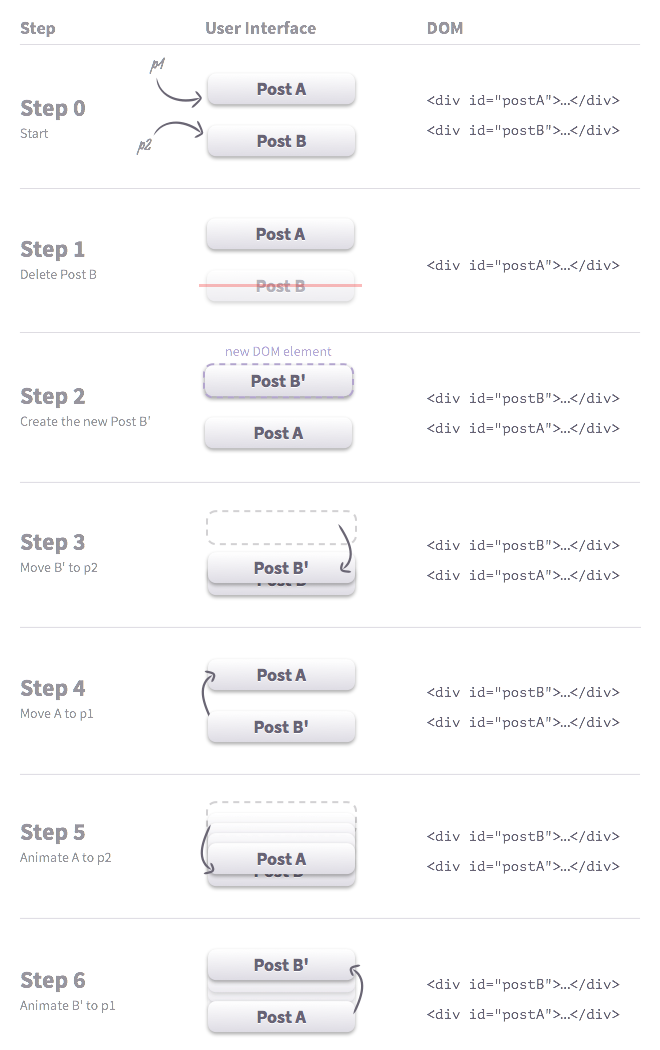 Step User Interface DOM
p1
Post A
Step 0
Start
<div id="postA">…</div>
<div id="postB">…</div>
Post B
p2
Post A
Step 1
Delete Post B
<div id="postA">…</div>
Post B
new DOM element
Post B'
Step 2
Create the new Post B'
<div id="postB">…</div>
<div id="postA">…</div>
Post A
Step 3
Move B' to p2
Post B'
<div id="postB">…</div>
<div id="postA">…</div>
Step 4
Move A to p1
Post A
Post B'
<div id="postB">…</div>
<div id="postA">…</div>
Step 5
Animate A to p2
Post A
<div id="postB">…</div>
<div id="postA">…</div>
Post B'
Step 6
Animate B' to p1
Post A
<div id="postB">…</div>
<div id="postA">…</div>